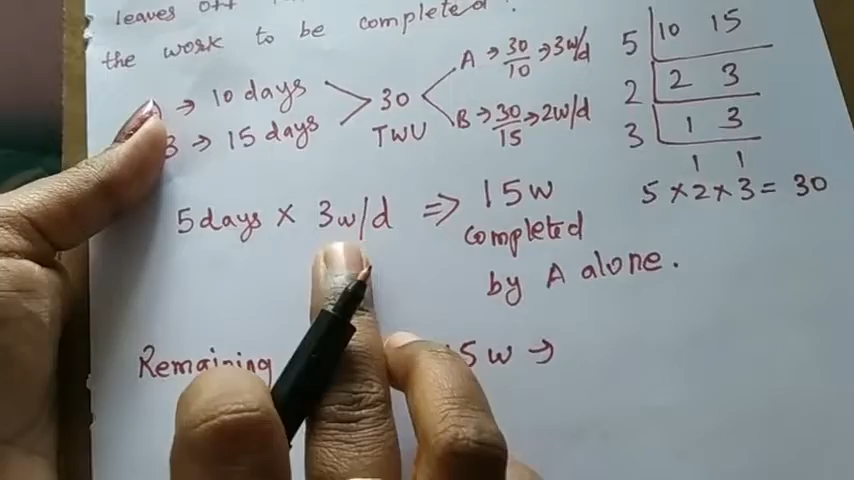 leaves off
the work to be completed.
→ 10 days
→ 15 days
30
TWU
A → 30/10 → 3w/d
B → 30/15 → 2w/d
5 | 10 15
2 | 2 3
3 | 1 3
1 1
5 × 2 × 3 = 30
5 days × 3w/d ⇒ 15w
completed
by A alone.
Remaining 5w →